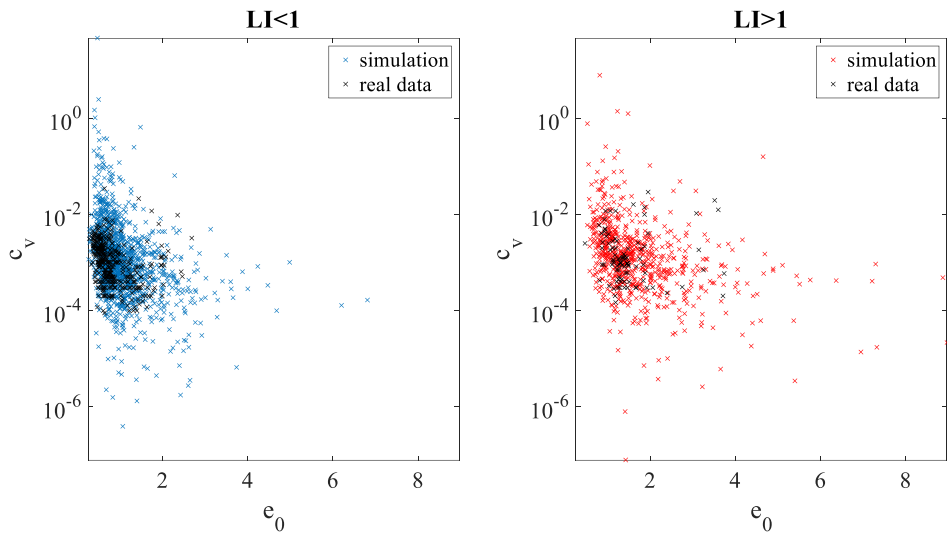 LI<1
simulation
real data
10^0
10^-2
10^-4
10^-6
c_v
2
4
6
8
e_0
LI>1
simulation
real data
10^0
10^-2
10^-4
10^-6
c_v
2
4
6
8
e_0